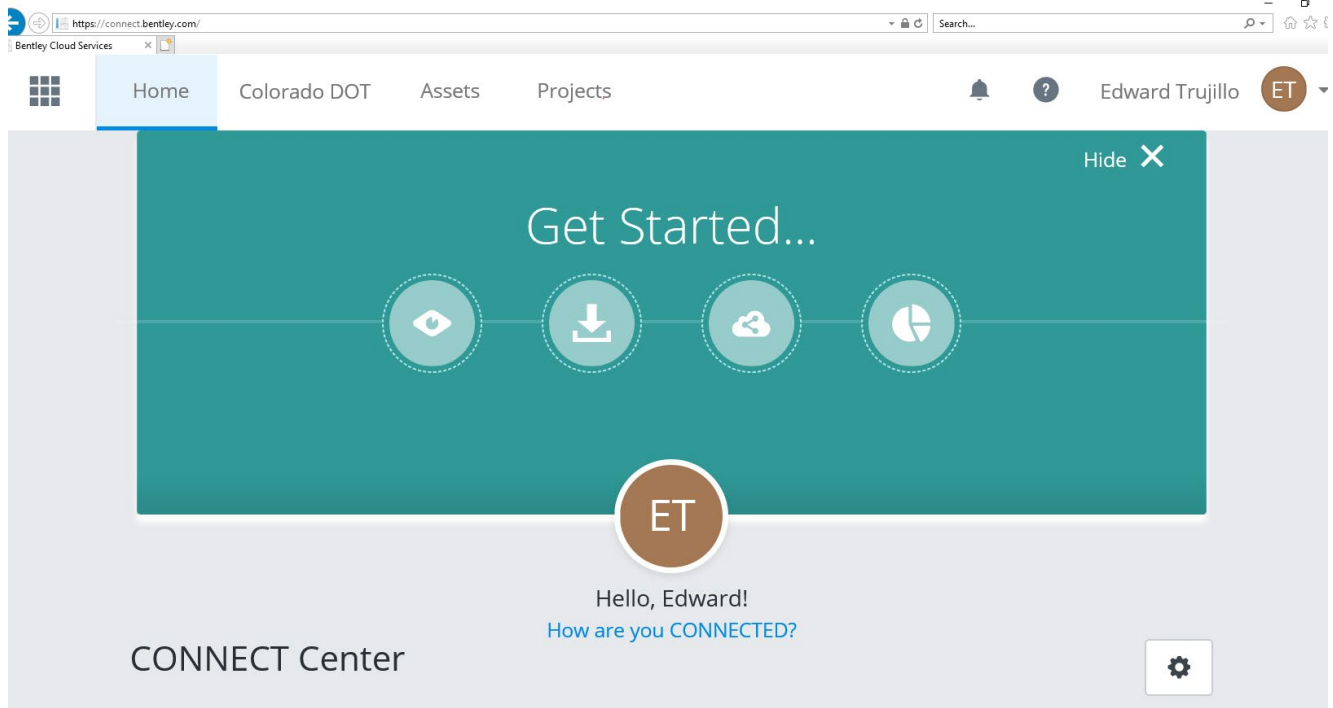 https://connect.bentley.com/
Search...
Bentley Cloud Services
Home Colorado DOT Assets Projects ? Edward Trujillo ET
Hide
Get Started...
ET
Hello, Edward!
How are you CONNECTED?
CONNECT Center